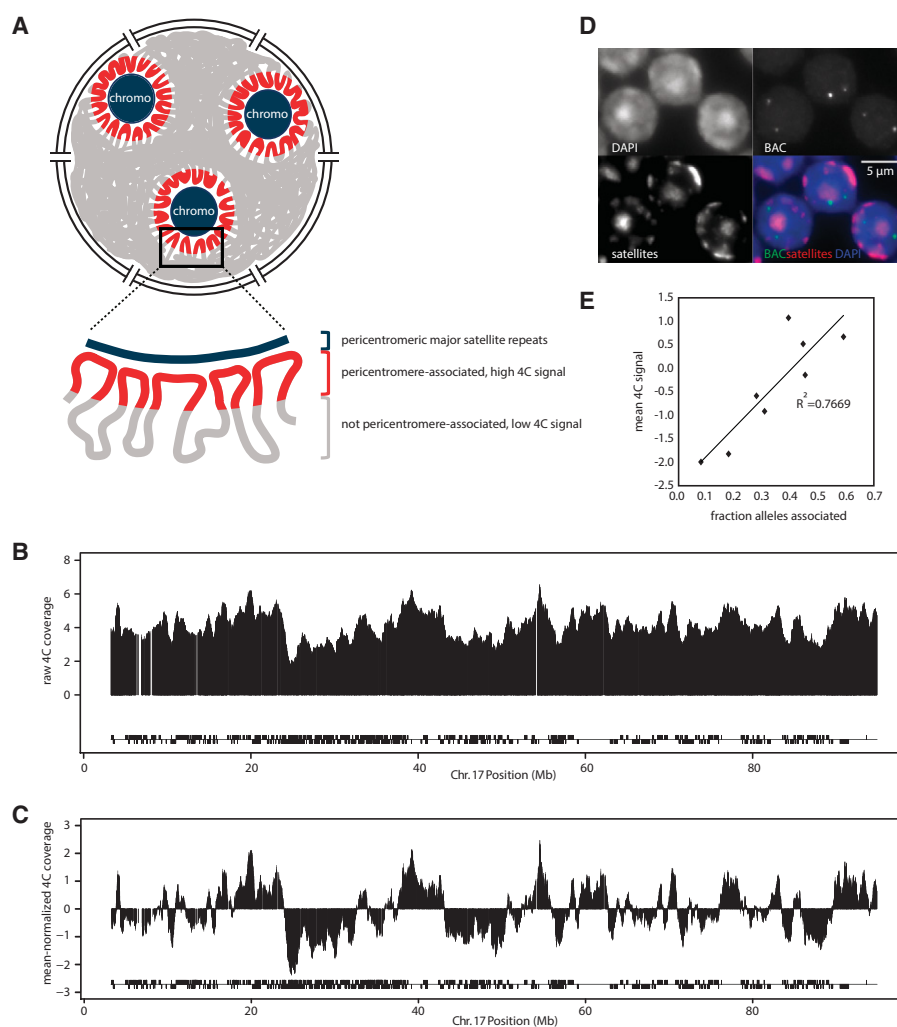 A
chromo
chromo
chromo
pericentromeric major satellite repeats
pericentromere-associated, high 4C signal
not pericentromere-associated, low 4C signal
D
DAPI
BAC
satellites
5 μm
BACsatellites DAPI
E
mean 4C signal
1.5
1.0
0.5
0.0
-0.5
-1.0
-1.5
-2.0
-2.5
R2=0.7669
0.0 0.1 0.2 0.3 0.4 0.5 0.6 0.7
fraction alleles associated
B
raw 4C coverage
8
6
4
2
0
0 20 40 60 80
Chr. 17 Position (Mb)
C
mean-normalized 4C coverage
3
2
1
0
−1
−2
−3
0 20 40 60 80
Chr. 17 Position (Mb)